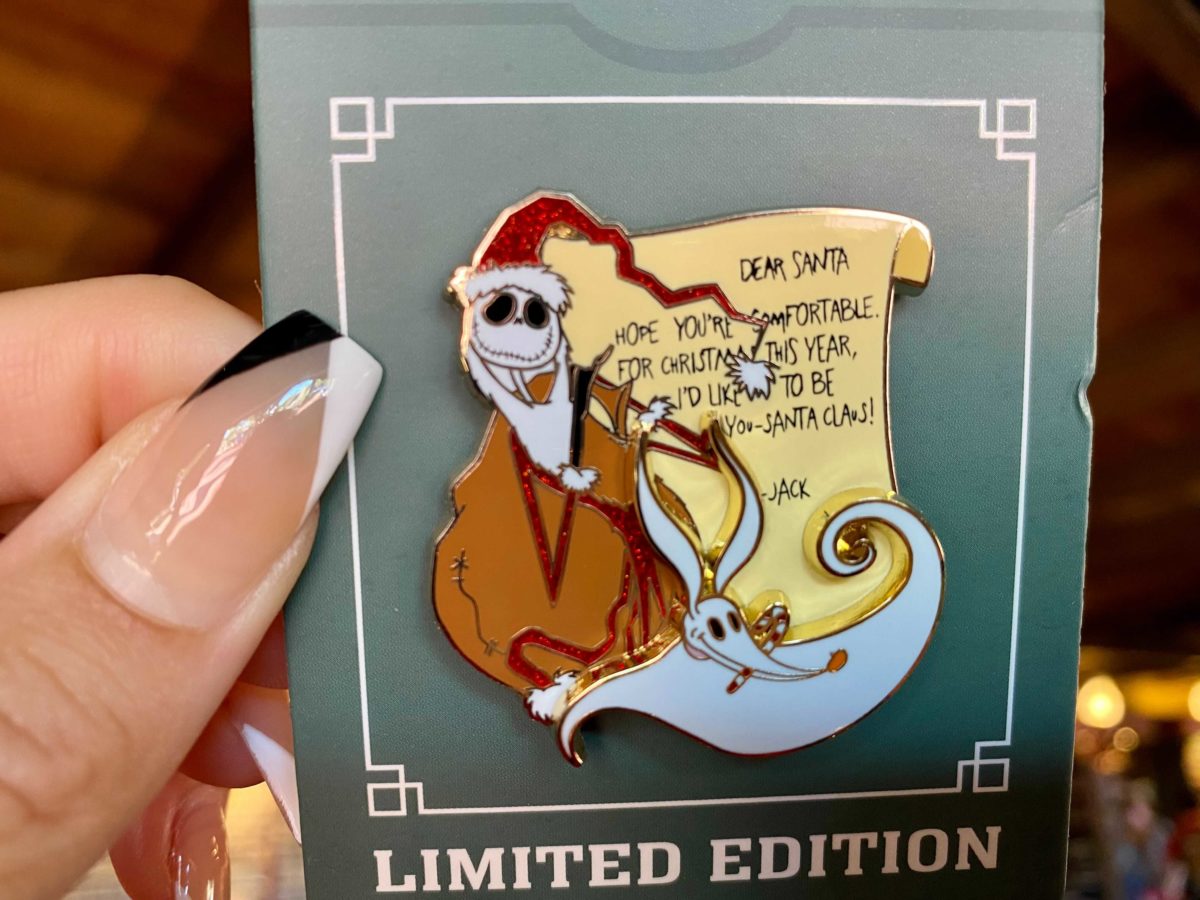 DEAR SANTA
HOPE YOU'RE COMFORTABLE.
FOR CHRISTMAS THIS YEAR,
I'D LIKE TO BE
YOU-SANTA CLAUS!
-JACK
LIMITED EDITION